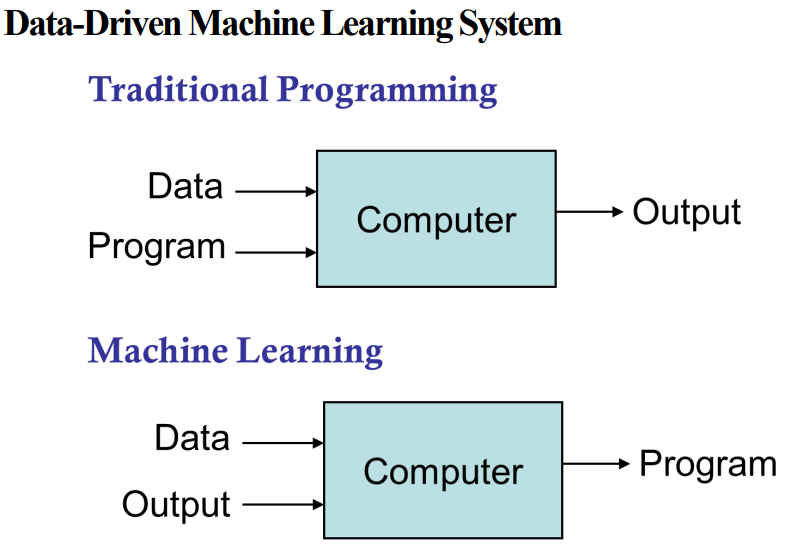 Data-Driven Machine Learning System
Traditional Programming
Data
Program
Computer
Output
Machine Learning
Data
Output
Computer
Program